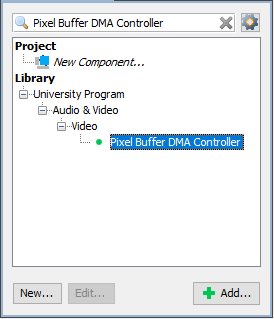 Pixel Buffer DMA Controller
Project
New Component...
Library
University Program
Audio & Video
Video
Pixel Buffer DMA Controller
New... Edit... Add...